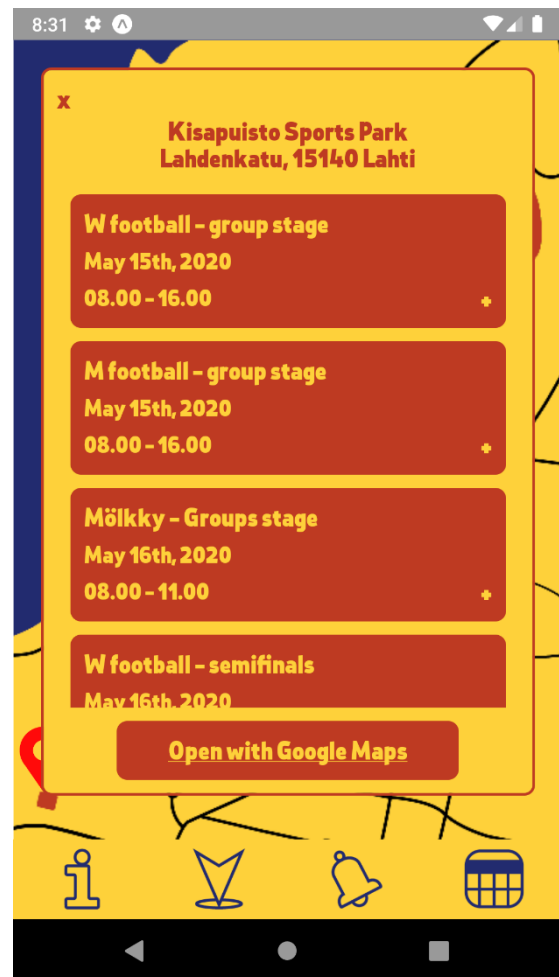 8:31
x
Kisapuisto Sports Park
Lahdenkatu, 15140 Lahti
W football - group stage
May 15th, 2020
08.00 - 16.00
+
M football - group stage
May 15th, 2020
08.00 - 16.00
+
Mölkky - Groups stage
May 16th, 2020
08.00 - 11.00
+
W football - semifinals
May 16th, 2020
Open with Google Maps